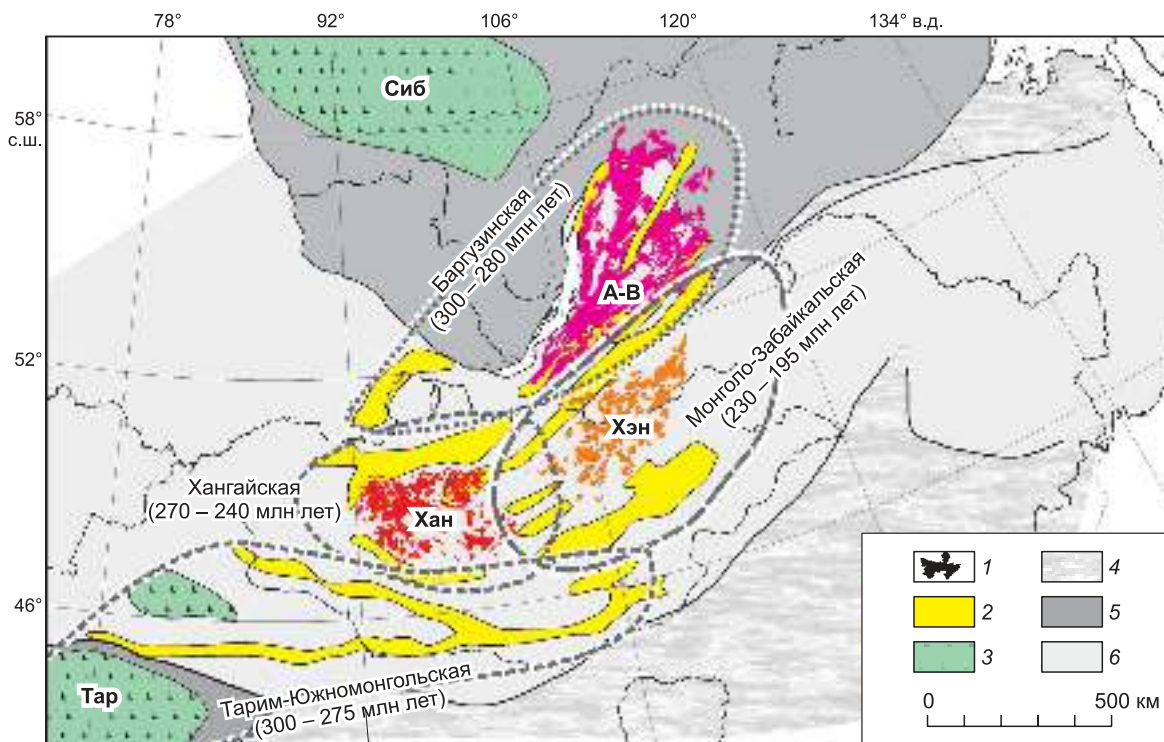 78°
92°
106°
120°
134° в.д.
58°
с.ш.
52°
46°
Сиб
Баргузинская
(300 – 280 млн лет)
А-В
Монголо-Забайкальская
(230 – 195 млн лет)
Хэн
Хангайская
(270 – 240 млн лет)
Хан
Тар
Тарим-Южномонгольская
(300 – 275 млн лет)
1
2
3
4
5
6
0
500 км